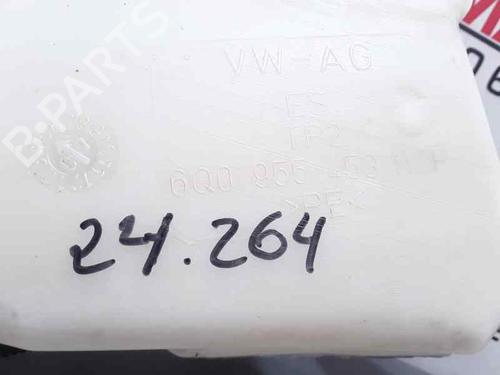 B-PARTS
VW-AG
ES
TP2
6Q0 955 453
>PE<
24.264